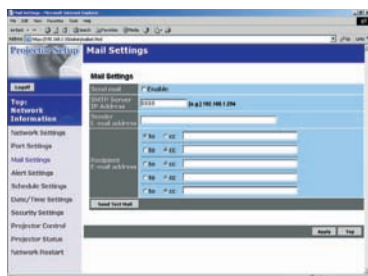 Projector Setup
Mail Settings
Logoff
Top:
Network
Information
Network Settings
Port Settings
Mail Settings
Alert Settings
Schedule Settings
Date/Time Settings
Security Settings
Projector Control
Projector Status
Network Restart
Mail Settings
Send mail
Enable
SMTP Server
IP Address
[e.g.] 192.168.1.254
Sender
E-mail address
Recipient
E-mail address
to cc
to cc
to cc
to cc
to cc
Send Test Mail
Apply
Top